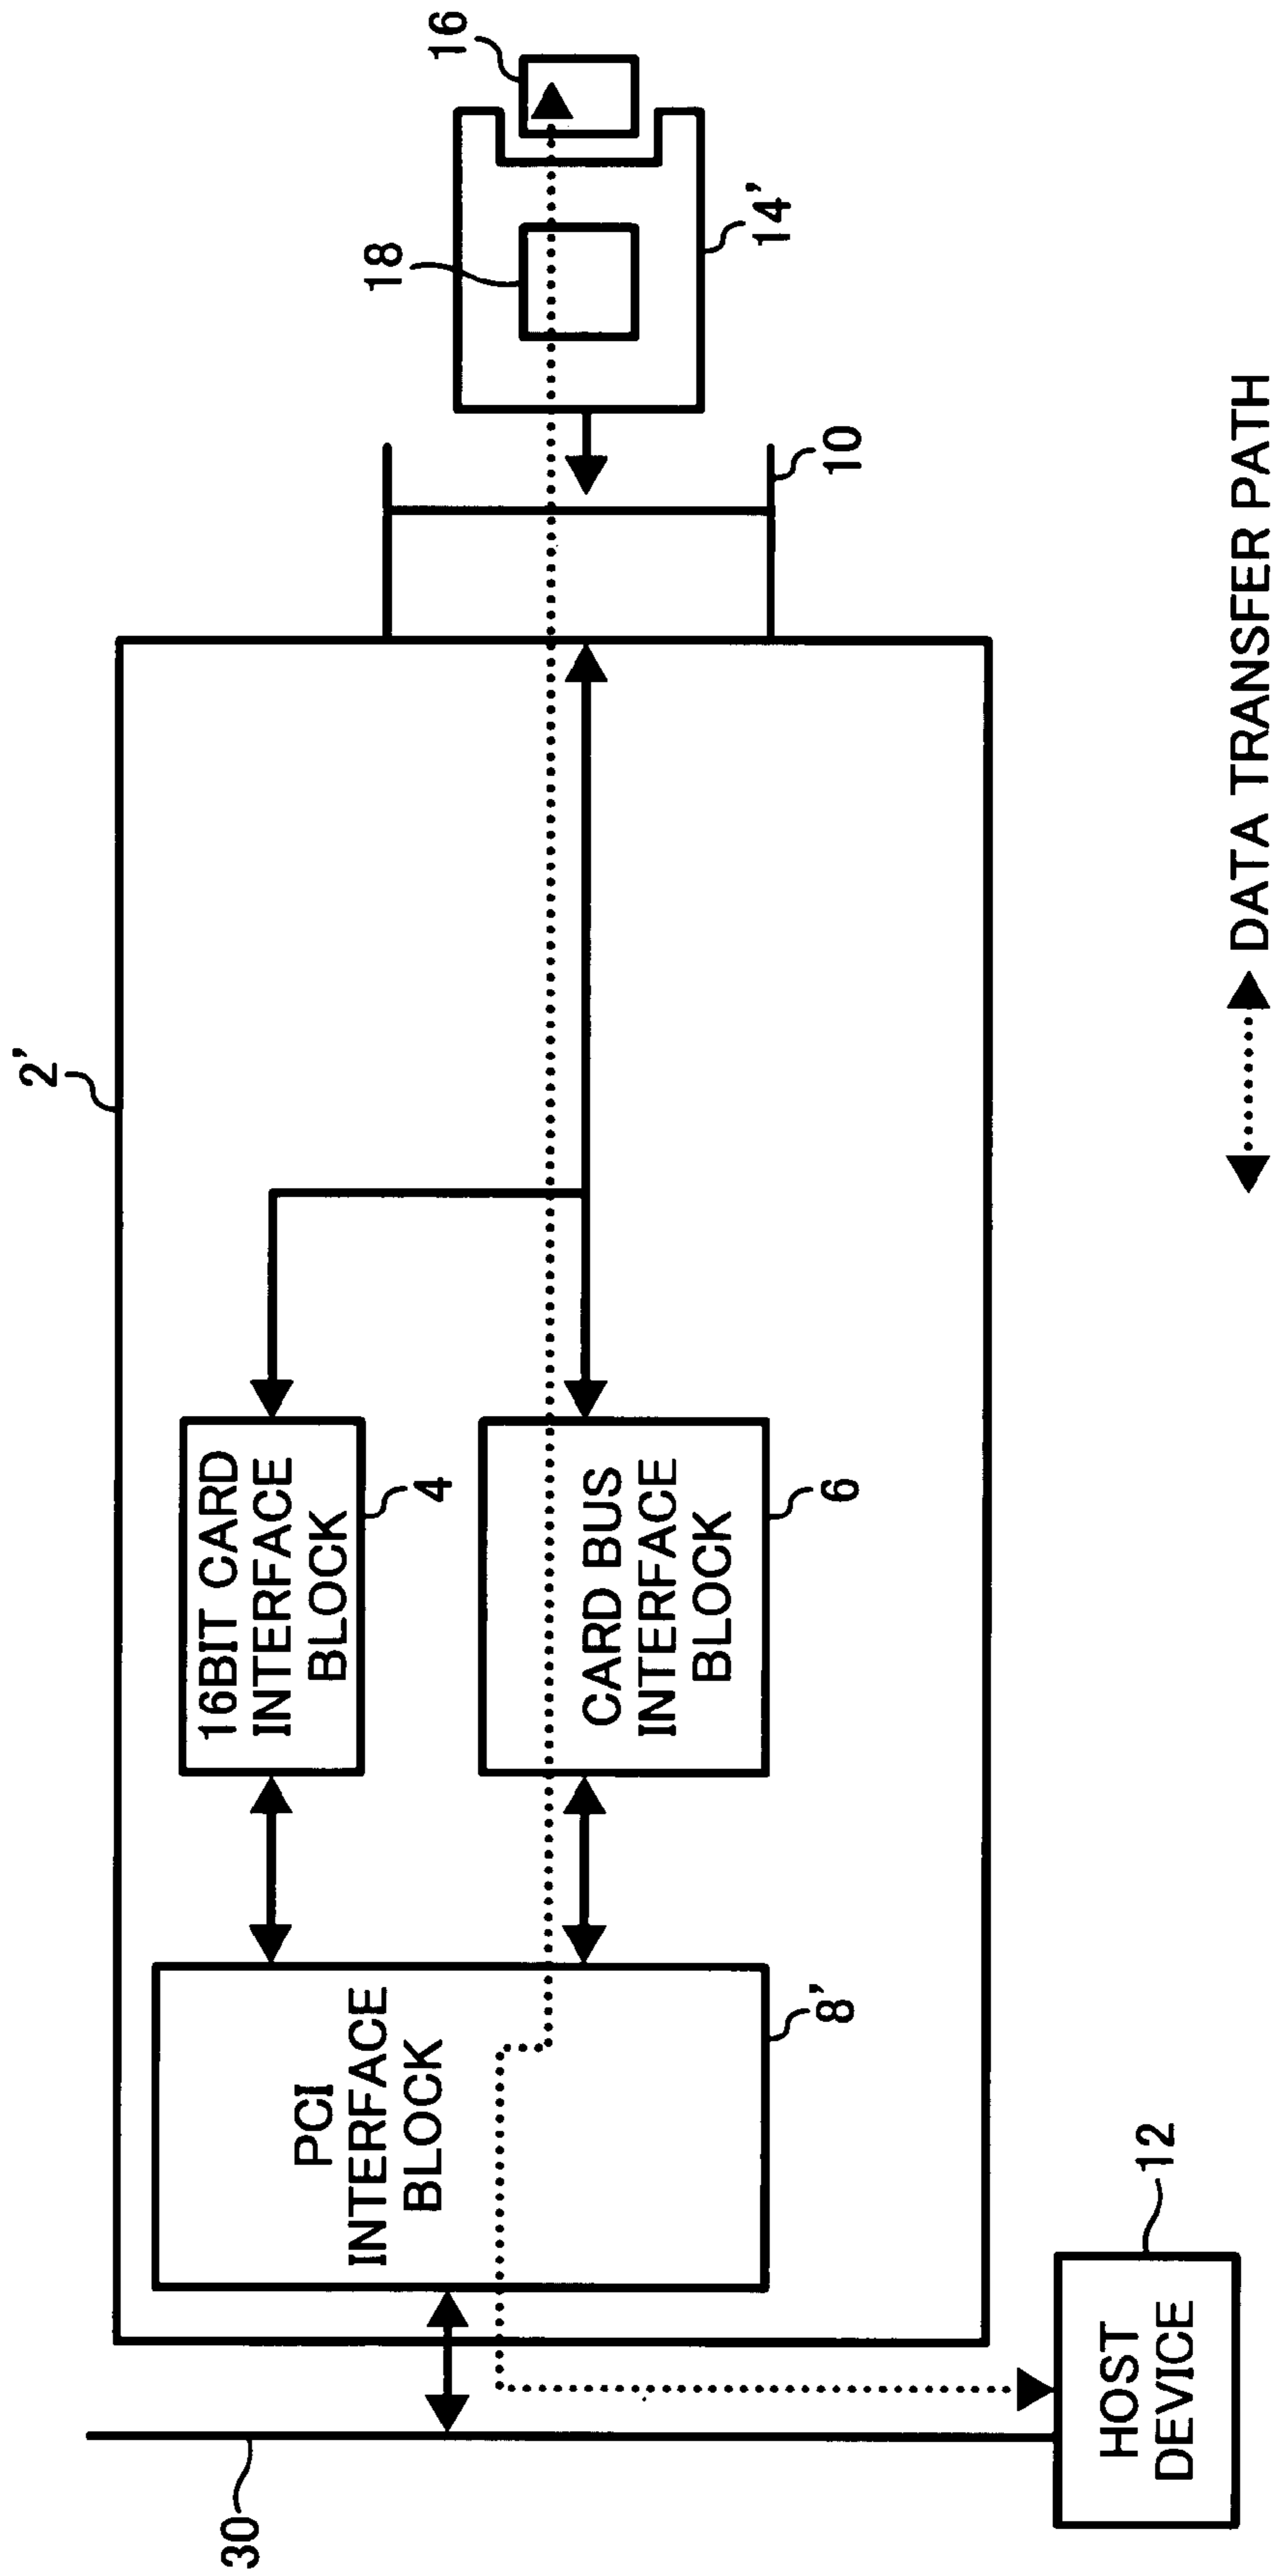 2'
16BIT CARD
INTERFACE
BLOCK
4
CARD BUS
INTERFACE
BLOCK
6
PCI
INTERFACE
BLOCK
8'
30
HOST
DEVICE
12
10
18
14'
16
DATA TRANSFER PATH